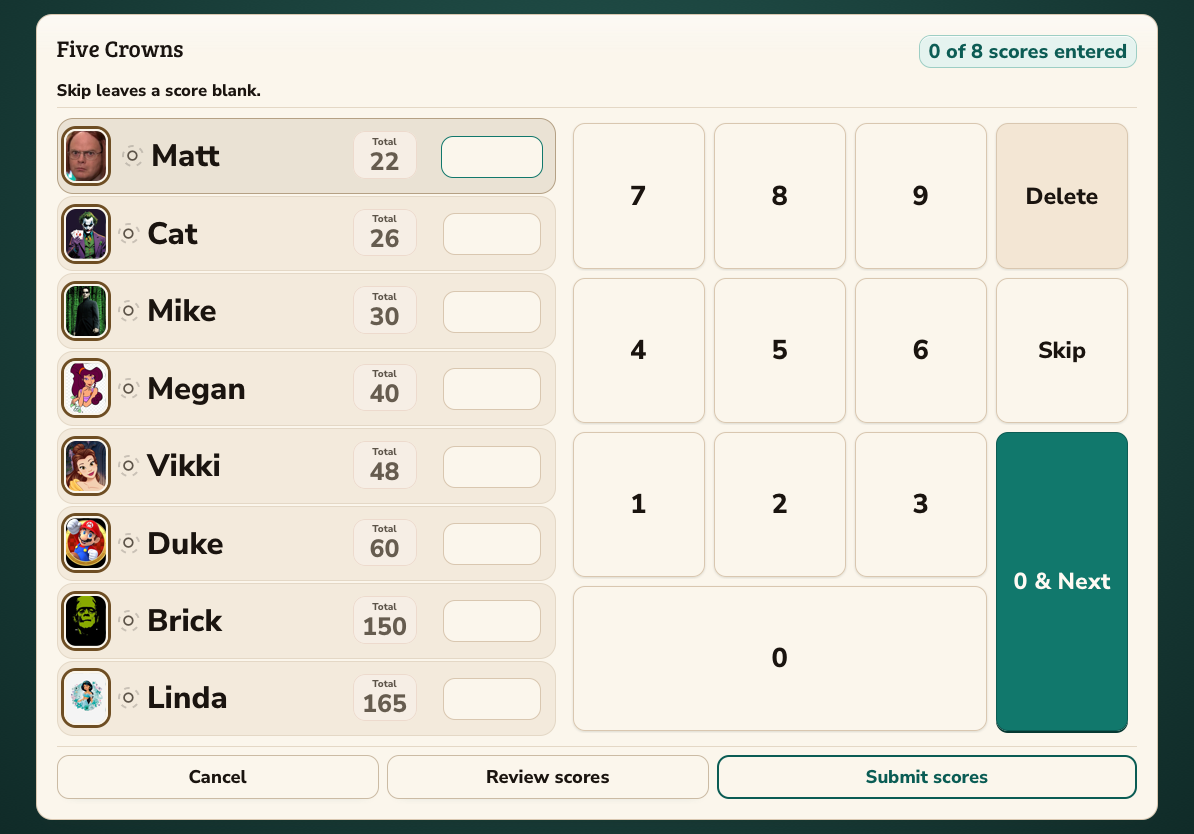 Five Crowns
0 of 8 scores entered
Skip leaves a score blank.
Matt
Total
22
Cat
Total
26
Mike
Total
30
Megan
Total
40
Vikki
Total
48
Duke
Total
60
Brick
Total
150
Linda
Total
165
7 8 9 Delete
4 5 6 Skip
1 2 3
0 & Next
0
Cancel Review scores Submit scores